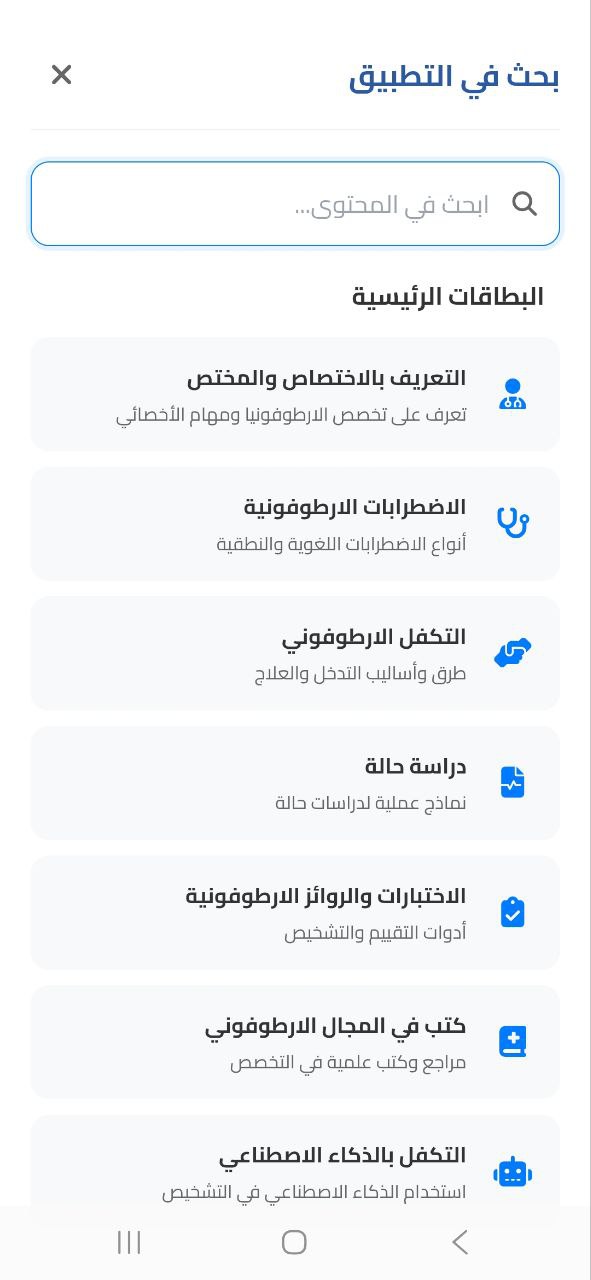 بحث في التطبيق
ابحث في المحتوى...
البطاقات الرئيسية
التعريف بالاختصاص والمختص
تعرف على تخصص الارطوفونيا ومهام الأخصائي
الاضطرابات الارطوفونية
أنواع الاضطرابات اللغوية والنطقية
التكفل الارطوفوني
طرق وأساليب التدخل والعلاج
دراسة حالة
نماذج عملية لدراسات حالة
الاختبارات والروائز الارطوفونية
أدوات التقييم والتشخيص
كتب في المجال الارطوفوني
مراجع وكتب علمية في التخصص
التكفل بالذكاء الاصطناعي
استخدام الذكاء الاصطناعي في التشخيص